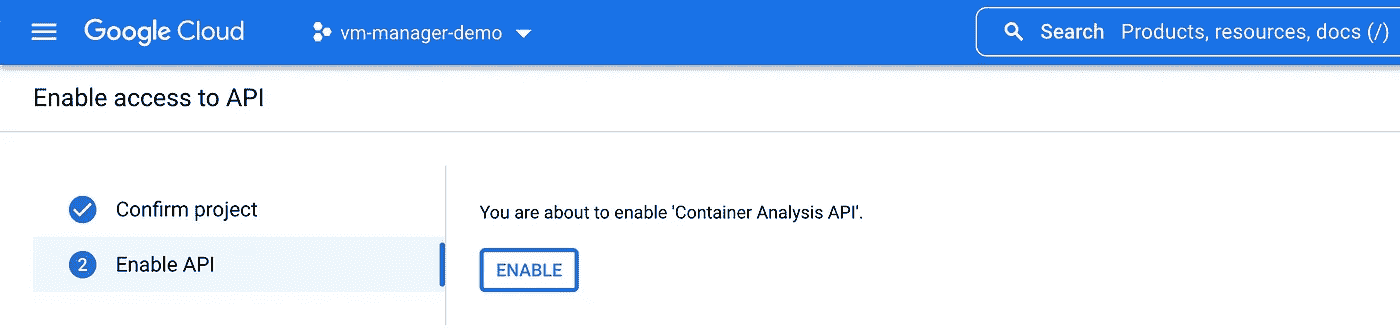 Google Cloud
vm-manager-demo
Search Products, resources, docs (/)
Enable access to API
Confirm project
2 Enable API
You are about to enable 'Container Analysis API'.
ENABLE